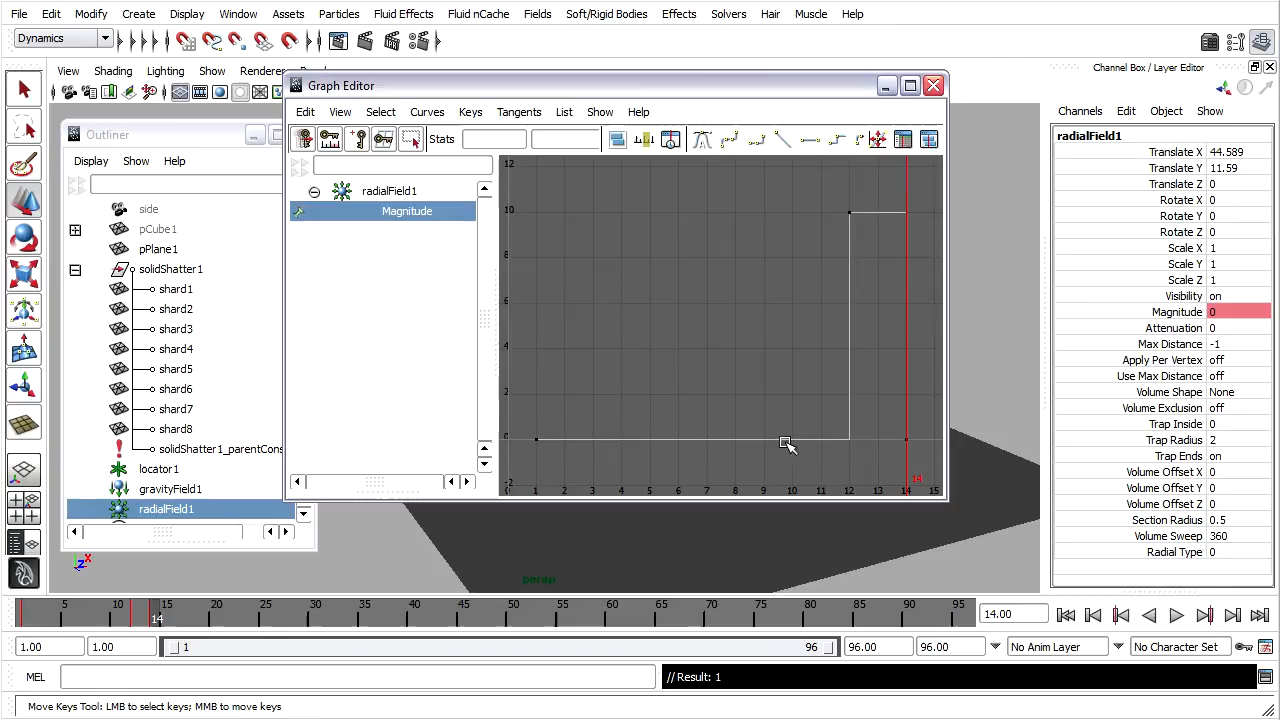 File Edit Modify Create Display Window Assets Particles Fluid Effects Fluid nCache Fields Soft/Rigid Bodies Effects Solvers Hair Muscle Help
Dynamics
View Shading Lighting Show
Channel Box / Layer Editor
Graph Editor
Edit View Select Curves Keys Tangents List Show Help
Stats
Outliner
Display Show Help
side
pCube1
pPlane1
solidShatter1
shard1
shard2
shard3
shard4
shard5
shard6
shard7
shard8
solidShatter1_parentCons
locator1
gravityField1
radialField1
radialField1
Magnitude
12
10
8
6
4
2
0
-2
0 1 2 3 4 5 6 7 8 9 10 11 12 13 14 15
14
Channels Edit Object Show
radialField1
Translate X 44.589
Translate Y 11.59
Translate Z 0
Rotate X 0
Rotate Y 0
Rotate Z 0
Scale X 1
Scale Y 1
Scale Z 1
Visibility on
Magnitude 0
Attenuation 0
Max Distance -1
Apply Per Vertex off
Use Max Distance off
Volume Shape None
Volume Exclusion off
Trap Inside 0
Trap Radius 2
Trap Ends on
Volume Offset X 0
Volume Offset Y 0
Volume Offset Z 0
Section Radius 0.5
Volume Sweep 360
Radial Type 0
z x
persp
5 10 15 20 25 30 35 40 45 50 55 60 65 70 75 80 85 90 95
14
14.00
1.00 1.00 1 96 96.00 96.00 No Anim Layer No Character Set
MEL
// Result: 1
Move Keys Tool: LMB to select keys; MMB to move keys